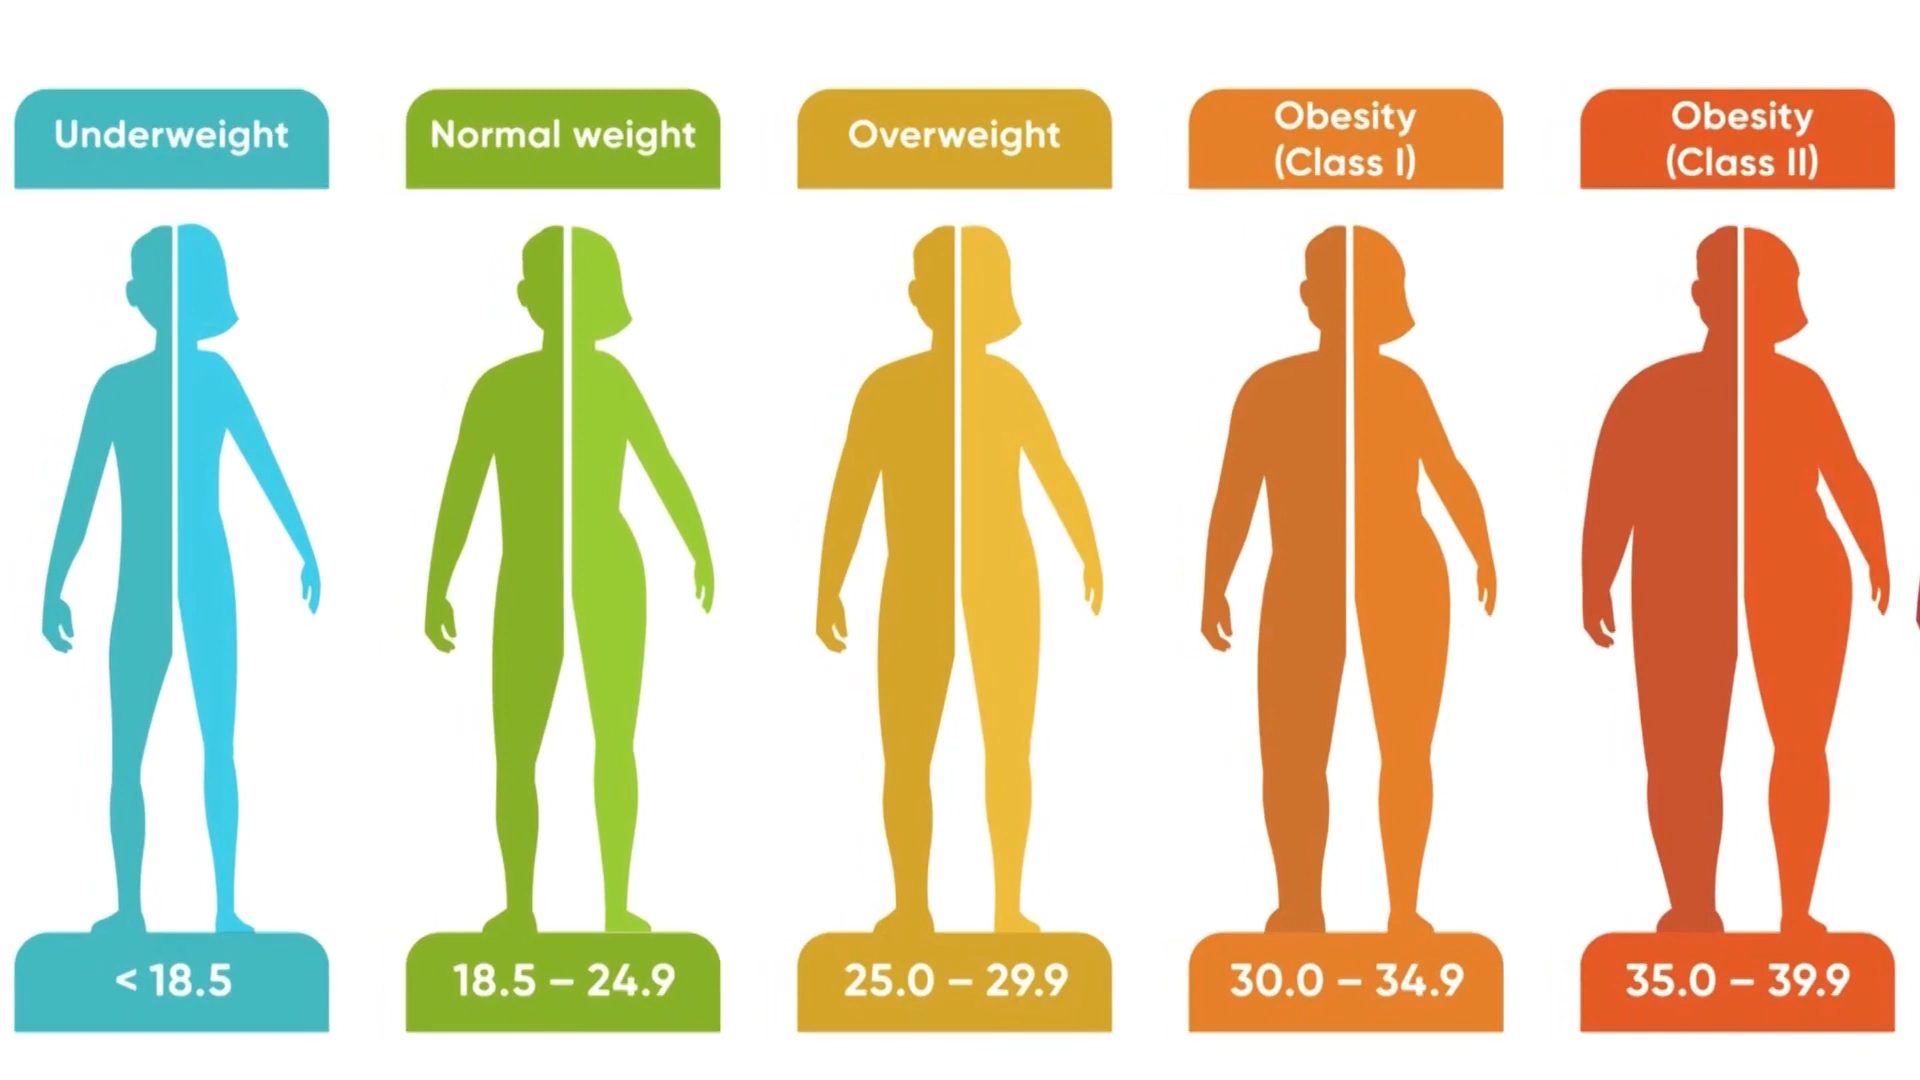 Underweight
Normal weight
Overweight
Obesity
(Class I)
Obesity
(Class II)
< 18.5
18.5 – 24.9
25.0 – 29.9
30.0 – 34.9
35.0 – 39.9